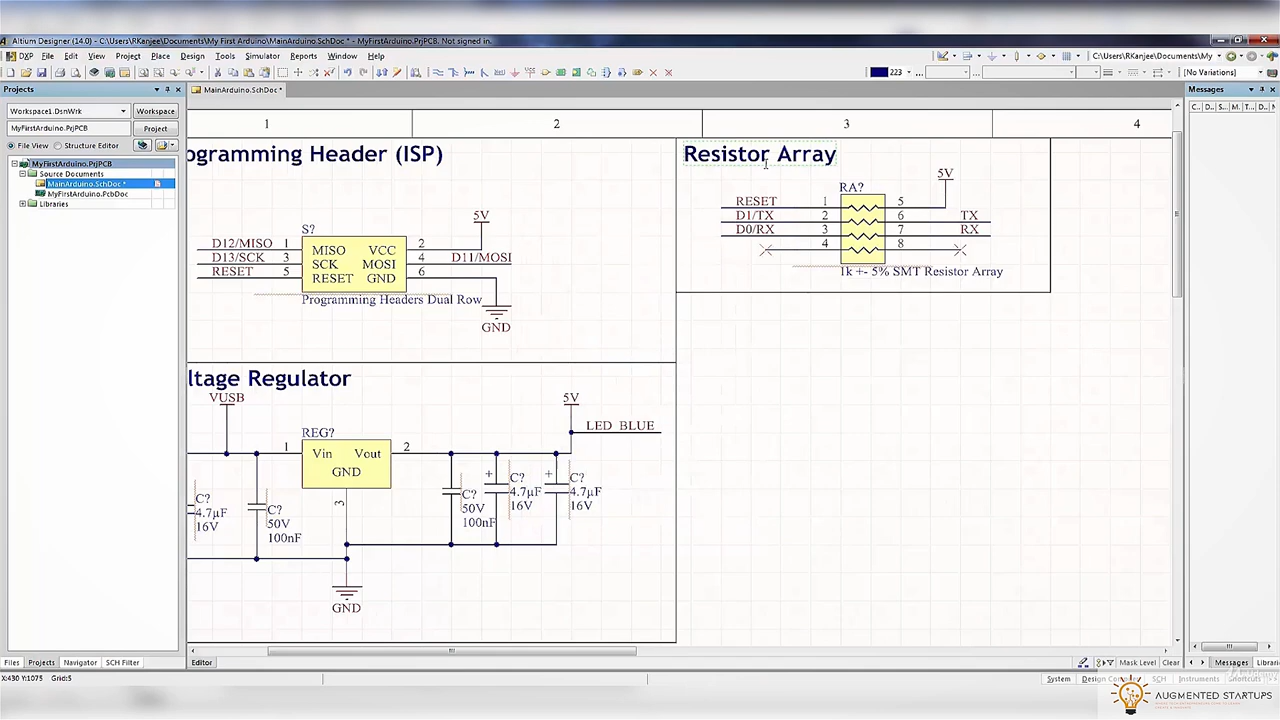 Altium Designer (14.0) - C:\Users\RKanjee\Documents\My First Arduino\MainArduino.SchDoc * - MyFirstArduino.PrjPCB. Not signed in.
DXP File Edit View Project Place Design Tools Simulator Reports Window Help C:\Users\RKanjee\Documents\My
223 [No Variations]
Projects MainArduino.SchDoc * Messages
Workspace1.DsnWrk Workspace
MyFirstArduino.PrjPCB Project
File View Structure Editor
MyFirstArduino.PrjPCB
Source Documents
MainArduino.SchDoc *
MyFirstArduino.PcbDoc
Libraries
1 2 3 4
ogramming Header (ISP)
S?
D12/MISO 1 MISO VCC 2 5V
D13/SCK 3 SCK MOSI 4 D11/MOSI
RESET 5 RESET GND 6
Programming Headers Dual Row
GND
Resistor Array
RA? 5V
RESET 1 5
D1/TX 2 6 TX
D0/RX 3 7 RX
4 8
1k +- 5% SMT Resistor Array
ltage Regulator
VUSB 5V
REG? LED BLUE
1 Vin Vout 2
GND
3
C?
4.7µF
16V
C?
50V
100nF
C?
50V
100nF
+ C?
4.7µF
16V
+ C?
4.7µF
16V
GND
Files Projects Navigator SCH Filter Editor Mask Level Clear Messages Librari
X:430 Y:1075 Grid:5 System Design Com SCH Instruments Shortcuts
AUGMENTED STARTUPS